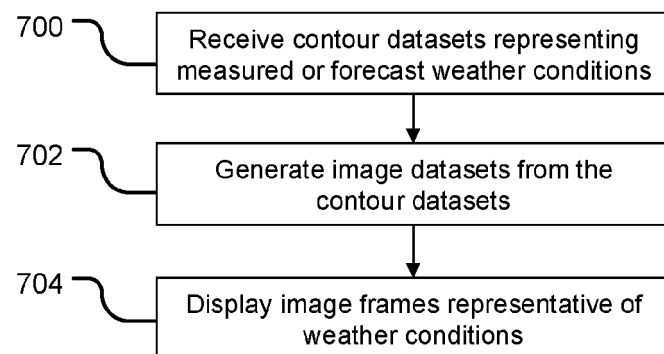 700
Receive contour datasets representing
measured or forecast weather conditions
702
Generate image datasets from the
contour datasets
704
Display image frames representative of
weather conditions